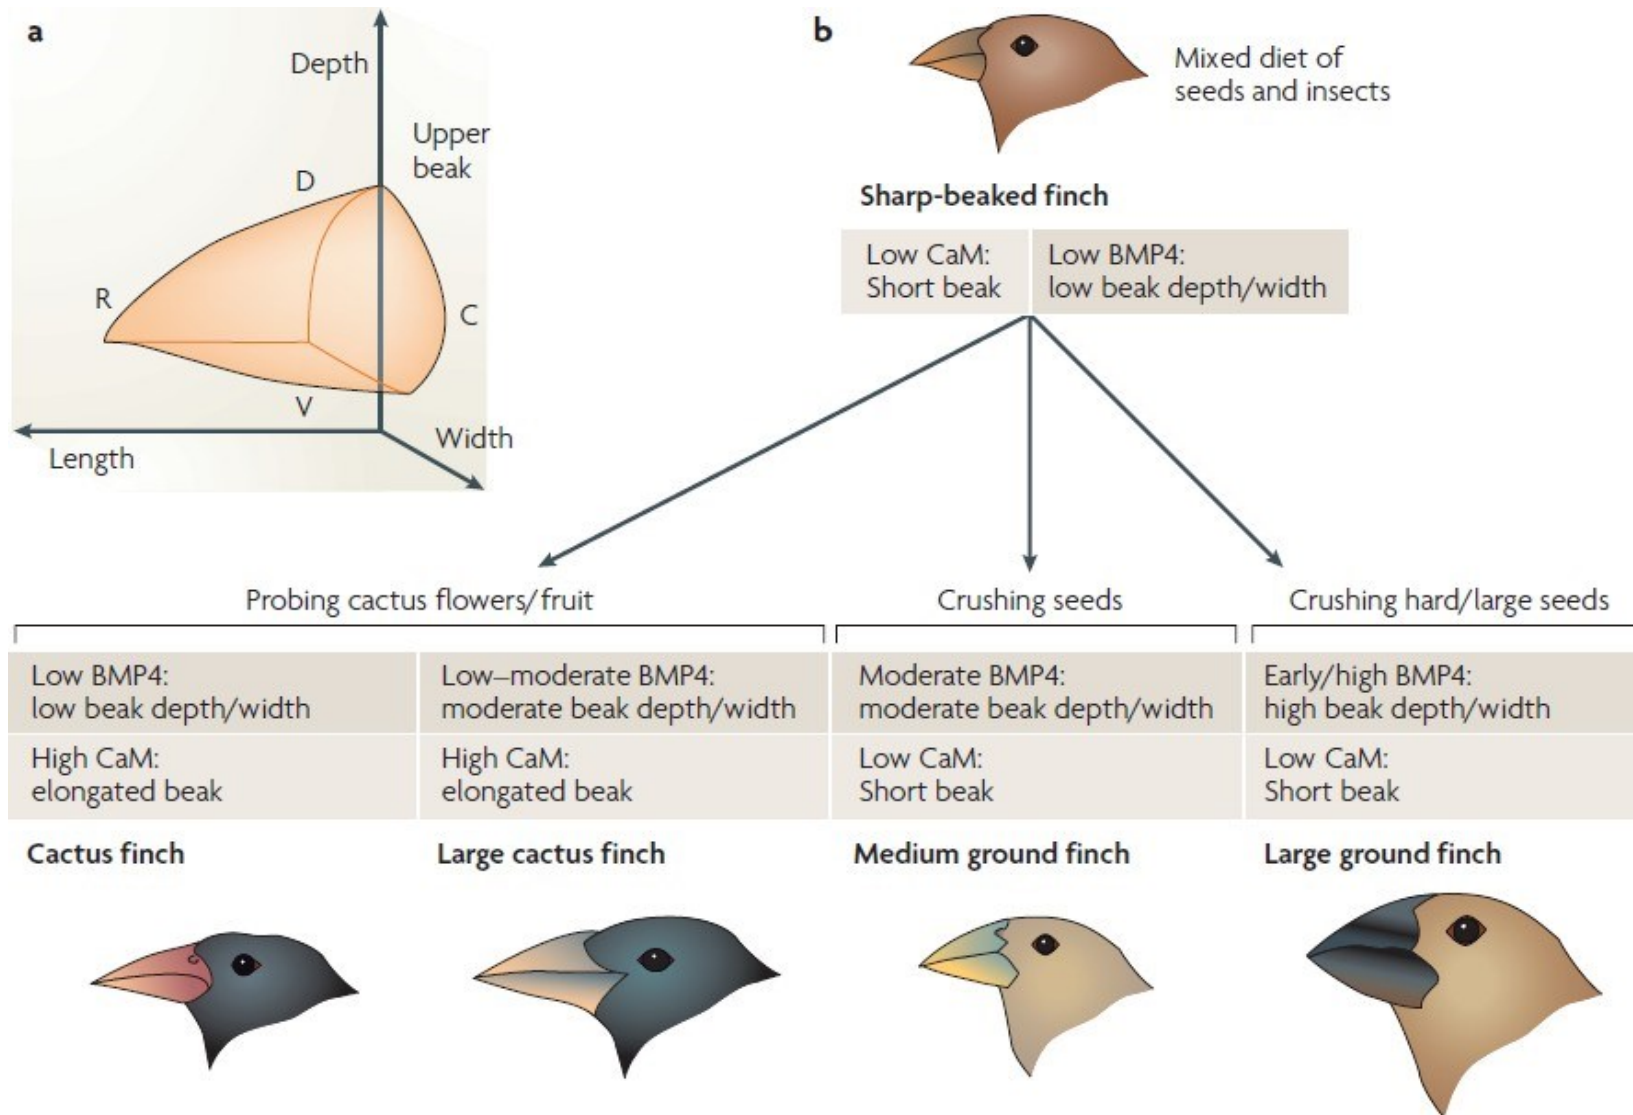 a
Depth
Upper
beak
D
R
C
V
Width
Length
b
Mixed diet of
seeds and insects
Sharp-beaked finch
Low CaM:
Short beak
Low BMP4:
low beak depth/width
Probing cactus flowers/fruit
Crushing seeds
Crushing hard/large seeds
Low BMP4:
low beak depth/width
Low–moderate BMP4:
moderate beak depth/width
Moderate BMP4:
moderate beak depth/width
Early/high BMP4:
high beak depth/width
High CaM:
elongated beak
High CaM:
elongated beak
Low CaM:
Short beak
Low CaM:
Short beak
Cactus finch
Large cactus finch
Medium ground finch
Large ground finch